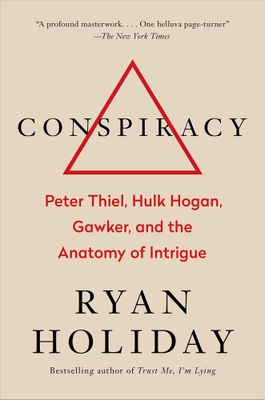 “A profound masterwork. . . . One helluva page-turner”
—The New York Times
CONSPIRACY
Peter Thiel, Hulk Hogan,
Gawker, and the
Anatomy of Intrigue
RYAN
HOLIDAY
Bestselling author of Trust Me, I’m Lying